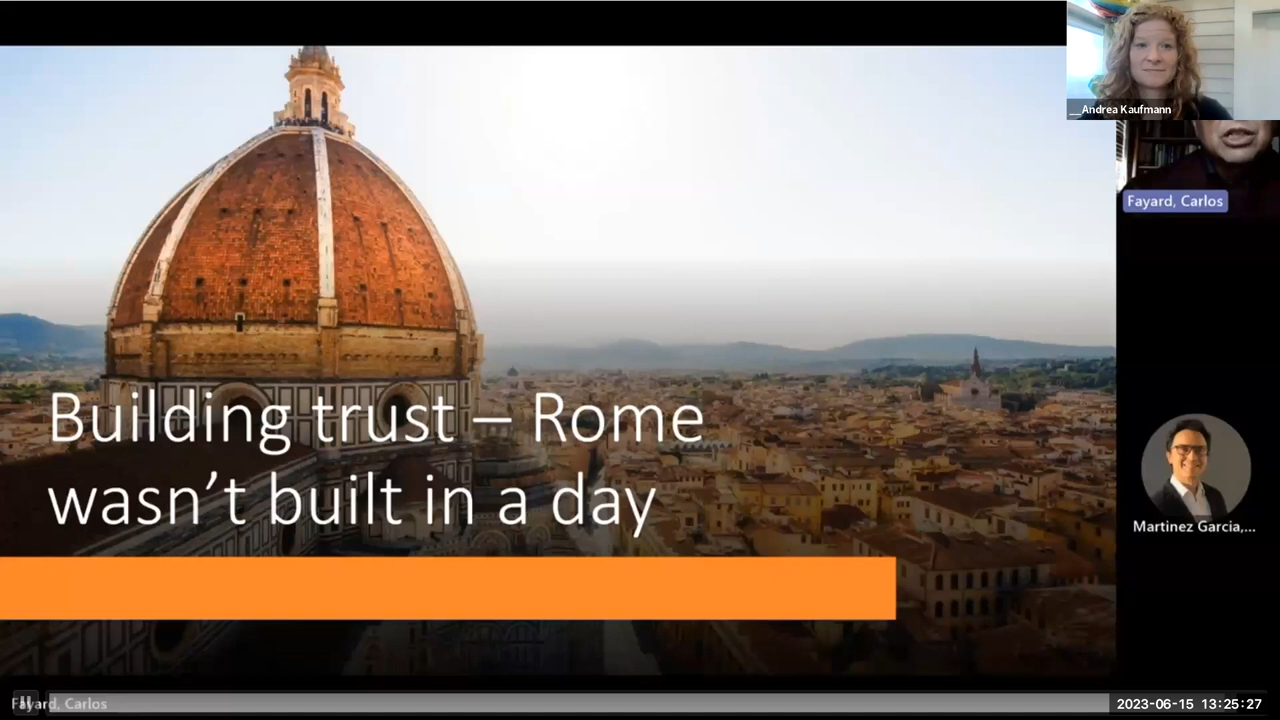 __Andrea Kaufmann
Fayard, Carlos
Building trust – Rome
wasn’t built in a day
Martinez Garcia,...
Fayard, Carlos
2023-06-15 13:25:27